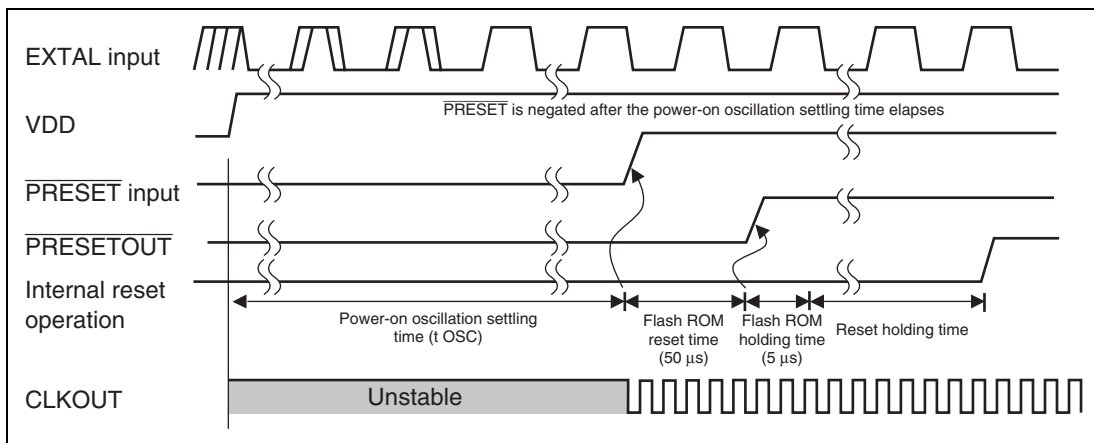 EXTAL input
PRESET is negated after the power-on oscillation settling time elapses
VDD
PRESET input
PRESETOUT
Internal reset
operation
Power-on oscillation settling
time (t OSC)
Flash ROM
reset time
(50 μs)
Flash ROM
holding time
(5 μs)
Reset holding time
CLKOUT
Unstable